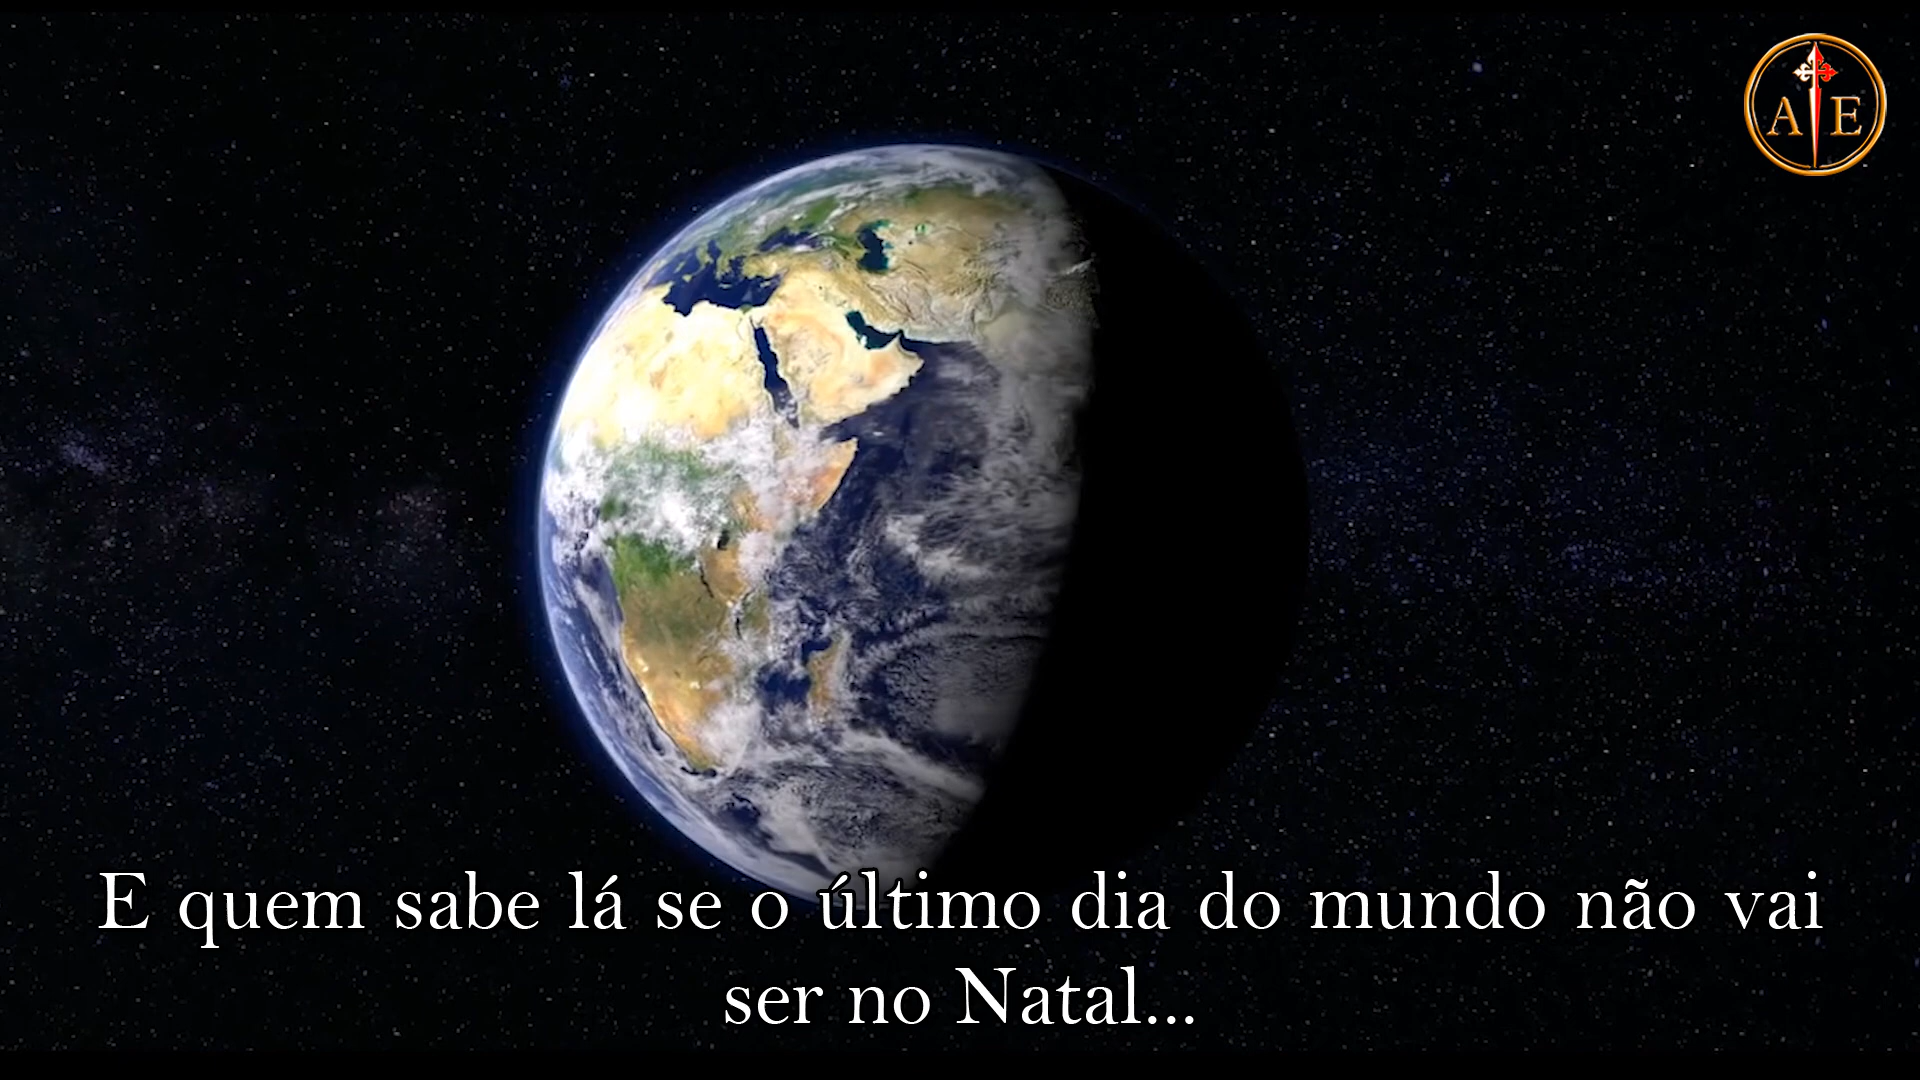 A E
E quem sabe lá se o último dia do mundo não vai
ser no Natal...